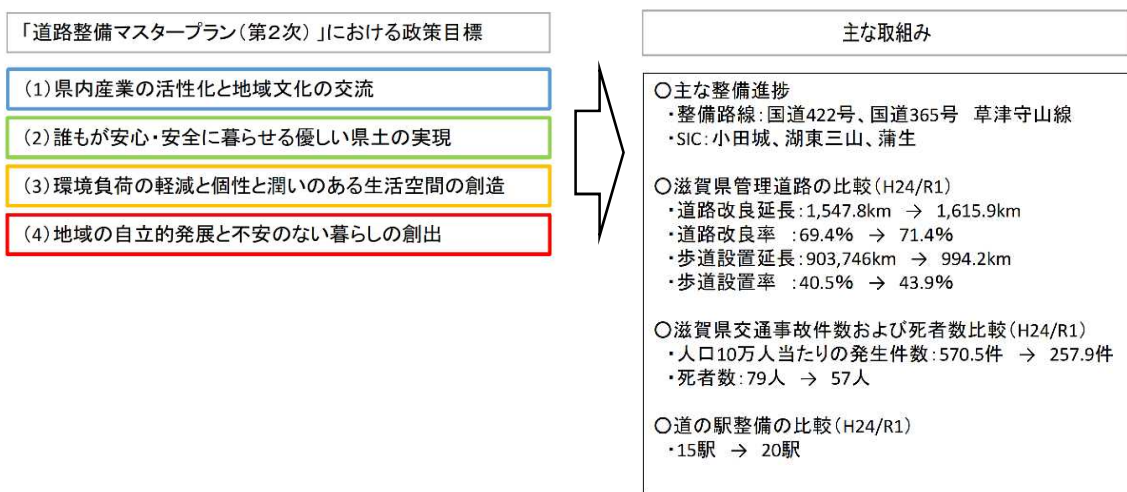 「道路整備マスタープラン(第2次) 」における政策目標
(1)県内産業の活性化と地域文化の交流
(2)誰もが安心・安全に暮らせる優しい県土の実現
(3)環境負荷の軽減と個性と潤いのある生活空間の創造
(4)地域の自立的発展と不安のない暮らしの創出
主な取組み
○主な整備進捗
・整備路線:国道422号、国道365号 草津守山線
・SIC:小田城、湖東三山、蒲生
○滋賀県管理道路の比較(H24/R1)
・道路改良延長:1,547.8km → 1,615.9km
・道路改良率 :69.4% → 71.4%
・歩道設置延長:903,746km → 994.2km
・歩道設置率 :40.5% → 43.9%
○滋賀県交通事故件数および死者数比較(H24/R1)
・人口10万人当たりの発生件数:570.5件 → 257.9件
・死者数:79人 → 57人
○道の駅整備の比較(H24/R1)
・15駅 → 20駅